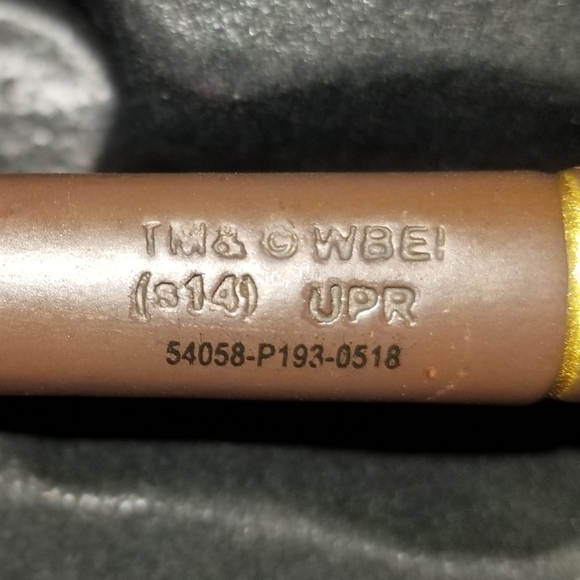 TM& © WBEI
(s14) UPR
54058-P193-0518